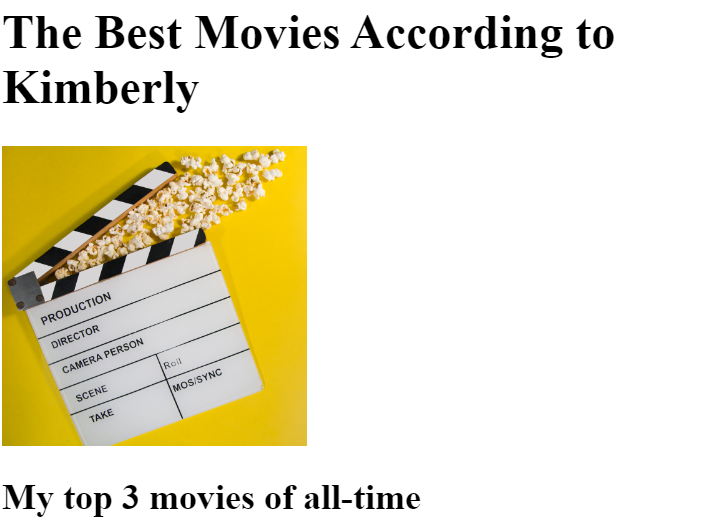 The Best Movies According to
Kimberly
PRODUCTION
DIRECTOR
CAMERA PERSON
SCENE
Roll
MOS/SYNC
TAKE
My top 3 movies of all-time